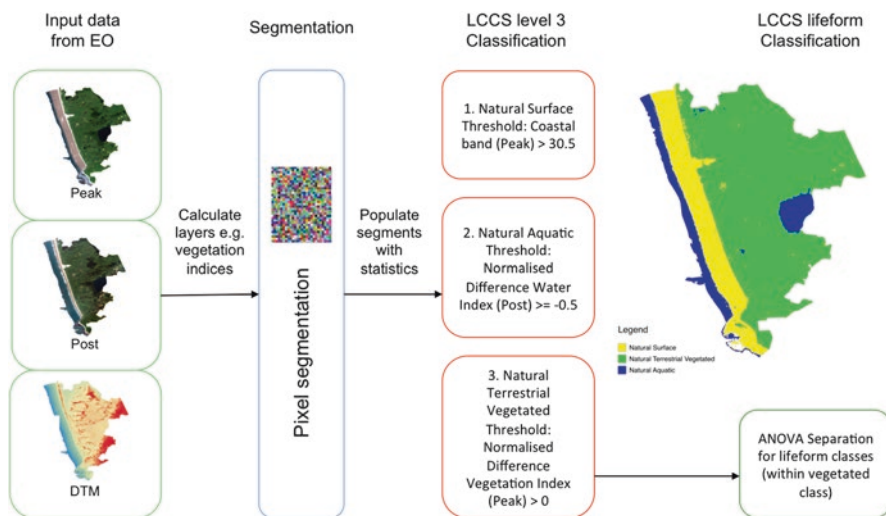 Input data
from EO
Segmentation
LCCS level 3
Classification
LCCS lifeform
Classification
Peak
Post
DTM
Calculate
layers e.g.
vegetation
indices
Pixel segmentation
Populate
segments
with
statistics
1. Natural Surface
Threshold: Coastal
band (Peak) > 30.5
2. Natural Aquatic
Threshold:
Normalised
Difference Water
Index (Post) >= -0.5
3. Natural
Terrestrial
Vegetated
Threshold:
Normalised
Difference
Vegetation Index
(Peak) > 0
Legend
Natural Surface
Natural Terrestrial Vegetated
Natural Aquatic
ANOVA Separation
for lifeform classes
(within vegetated
class)